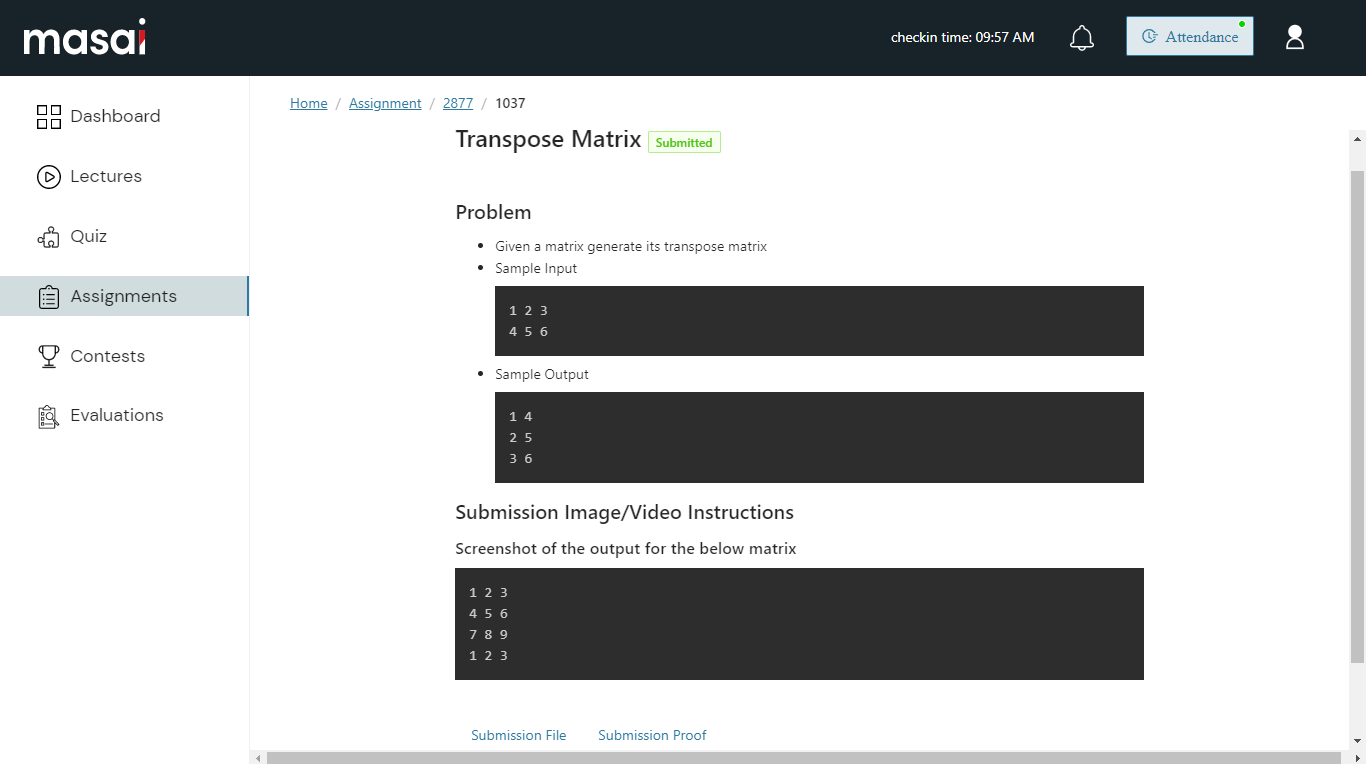 masai
checkin time: 09:57 AM
Attendance
Dashboard
Lectures
Quiz
Assignments
Contests
Evaluations
Home / Assignment / 2877 / 1037
Transpose Matrix Submitted
Problem
Given a matrix generate its transpose matrix
Sample Input
1 2 3
4 5 6
Sample Output
1 4
2 5
3 6
Submission Image/Video Instructions
Screenshot of the output for the below matrix
1 2 3
4 5 6
7 8 9
1 2 3
Submission File Submission Proof